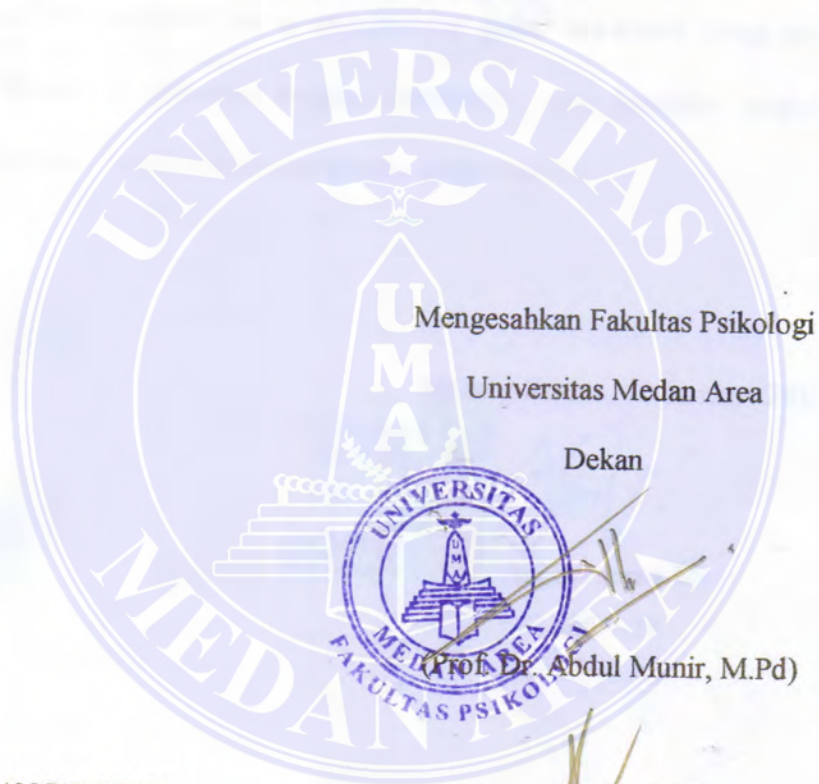 UNIVERSITAS
UMA
MEDAN AREA
Mengesahkan Fakultas Psikologi
Universitas Medan Area
Dekan
UNIVERSITAS
UMA
MEDAN AREA
FAKULTAS PSIKOLOGI
(Prof. Dr. Abdul Munir, M.Pd)